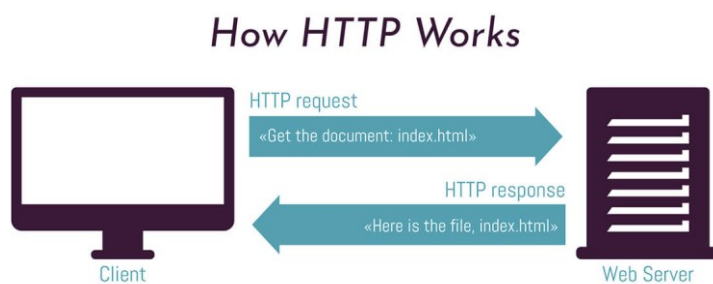 How HTTP Works
HTTP request
«Get the document: index.html»
HTTP response
«Here is the file, index.html»
Client
Web Server